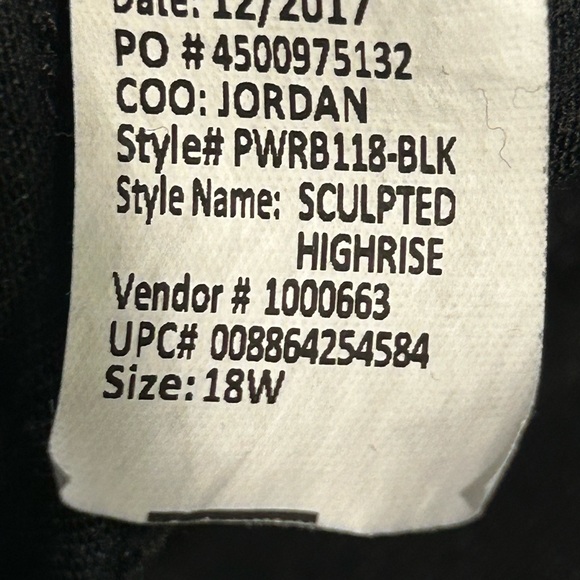 Date: 12/2017
PO # 4500975132
COO: JORDAN
Style# PWRB118-BLK
Style Name: SCULPTED
HIGHRISE
Vendor # 1000663
UPC# 008864254584
Size: 18W